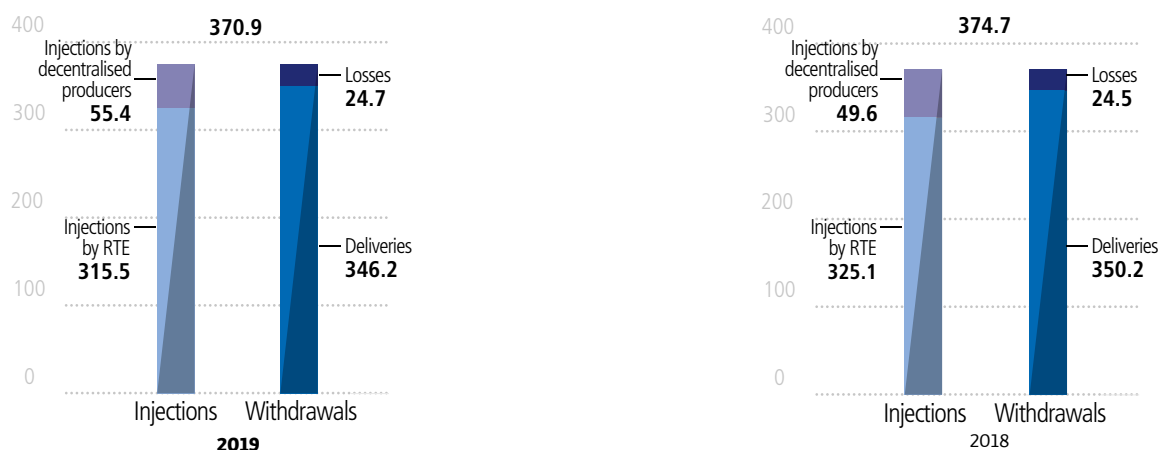 400
370.9
Injections by
decentralised
producers
55.4
Losses
24.7
300
200
Injections
by RTE
315.5
Deliveries
346.2
100
0
Injections
Withdrawals
2019
400
374.7
Injections by
decentralised
producers
49.6
Losses
24.5
300
200
Injections
by RTE
325.1
Deliveries
350.2
100
0
Injections
Withdrawals
2018